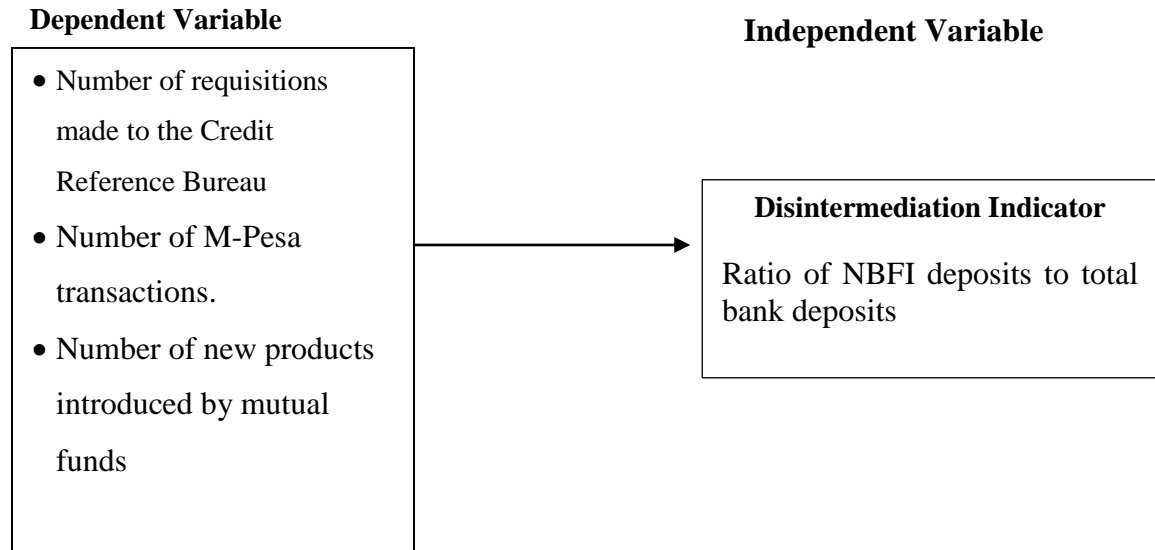 Dependent Variable
• Number of requisitions
made to the Credit
Reference Bureau
• Number of M-Pesa
transactions.
• Number of new products
introduced by mutual
funds
Independent Variable
Disintermediation Indicator
Ratio of NBFI deposits to total
bank deposits